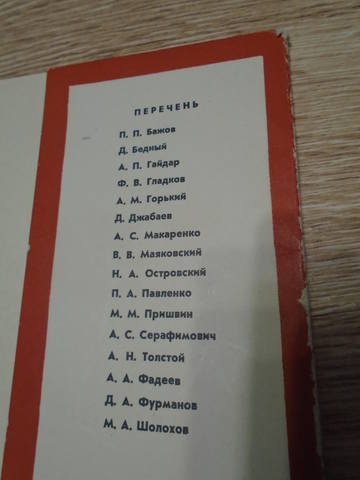 ПЕРЕЧЕНЬ
П. П. Бажов
Д. Бедный
А. П. Гайдар
Ф. В. Гладков
А. М. Горький
Д. Джабаев
А. С. Макаренко
В. В. Маяковский
Н. А. Островский
П. А. Павленко
М. М. Пришвин
А. С. Серафимович
А. Н. Толстой
А. А. Фадеев
Д. А. Фурманов
М. А. Шолохов